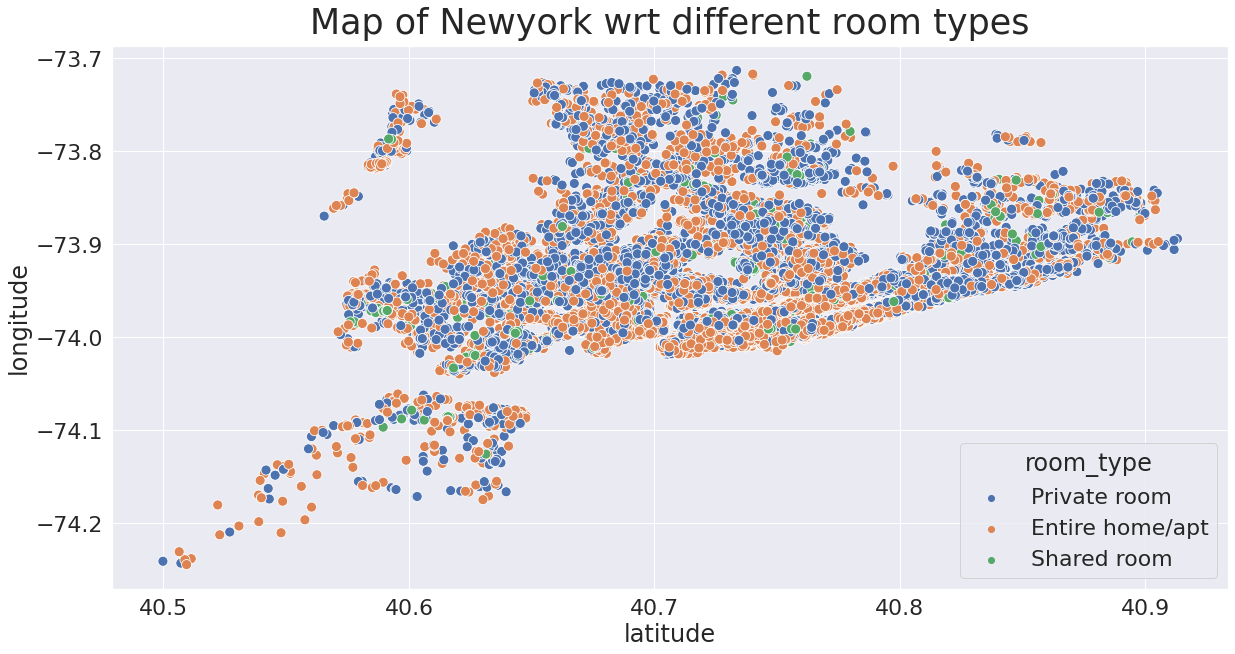 Map of Newyork wrt different room types
longitude
−73.7
−73.8
−73.9
−74.0
−74.1
−74.2
40.5 40.6 40.7 40.8 40.9
latitude
room_type
Private room
Entire home/apt
Shared room